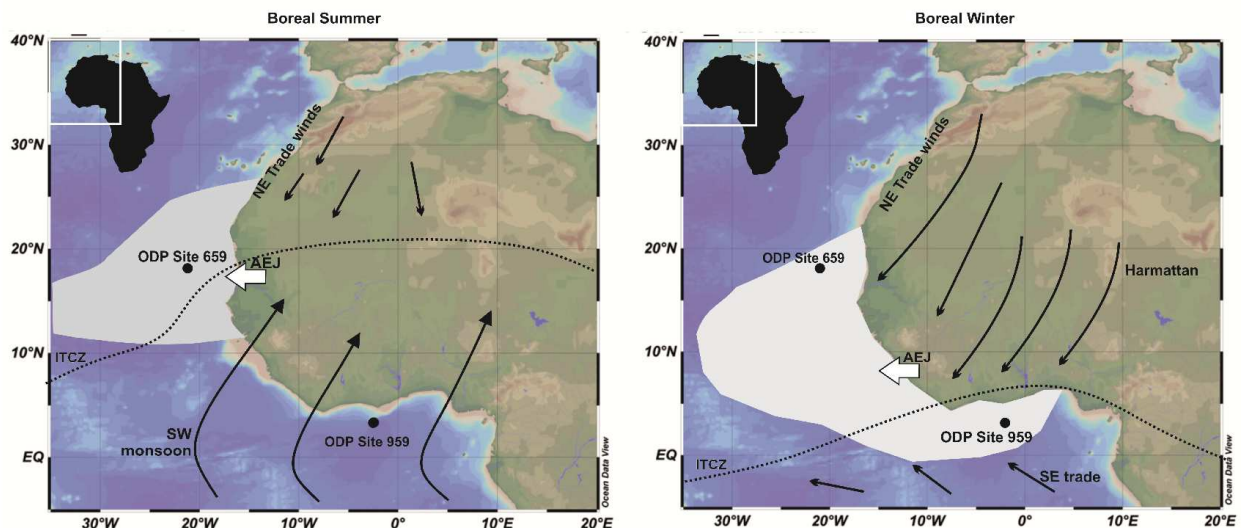 Boreal Summer
40°N
30°N
20°N
10°N
EQ
30°W
20°W
10°W
0°
10°E
20°E
NE Trade winds
ODP Site 659
AEJ
ITCZ
SW
monsoon
ODP Site 959
Ocean Data View
Boreal Winter
40°N
30°N
20°N
10°N
EQ
30°W
20°W
10°W
0°
10°E
20°E
NE Trade winds
ODP Site 659
Harmattan
AEJ
ODP Site 959
ITCZ
SE trade
Ocean Data View